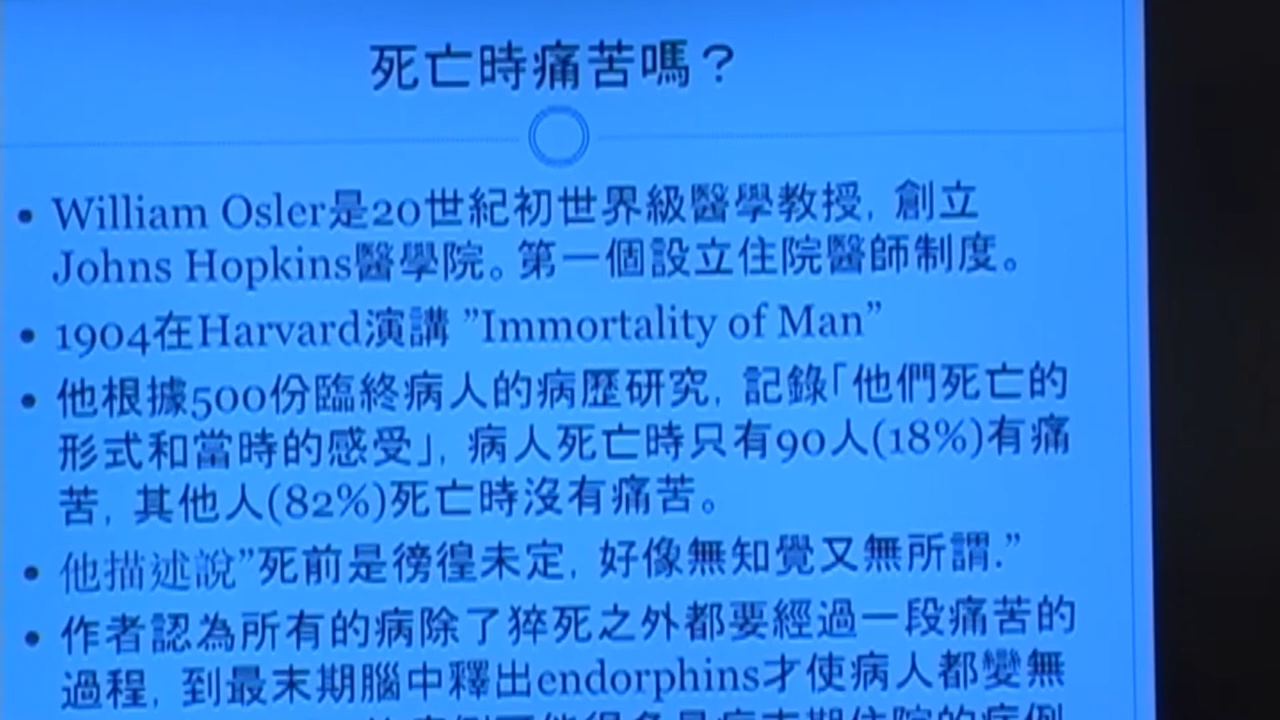 死亡時痛苦嗎？
• William Osler是20世紀初世界級醫學教授, 創立
Johns Hopkins醫學院。第一個設立住院醫師制度。
• 1904在Harvard演講 ”Immortality of Man”
• 他根據500份臨終病人的病歷研究, 記錄「他們死亡的
形式和當時的感受」, 病人死亡時只有90人(18%)有痛
苦, 其他人(82%)死亡時沒有痛苦。
• 他描述說”死前是徬徨未定, 好像無知覺又無所謂.”
• 作者認為所有的病除了猝死之外都要經過一段痛苦的
過程, 到最末期腦中釋出endorphins才使病人都變無